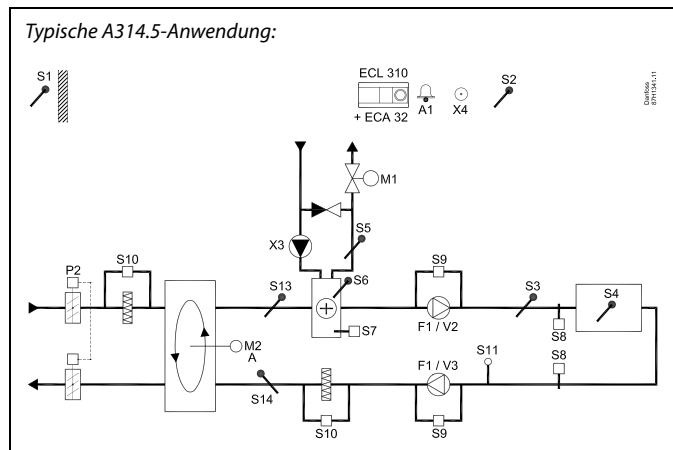 Typische A314.5-Anwendung:
S1
ECL 310
+ ECA 32
A1
X4
S2
Danfoss
87H1341.11
M1
X3
S5
P2
S10
S13
S6
S7
S9
F1 / V2
S3
S4
S8
M2
A
S14
S10
F1 / V3
S9
S11
S8